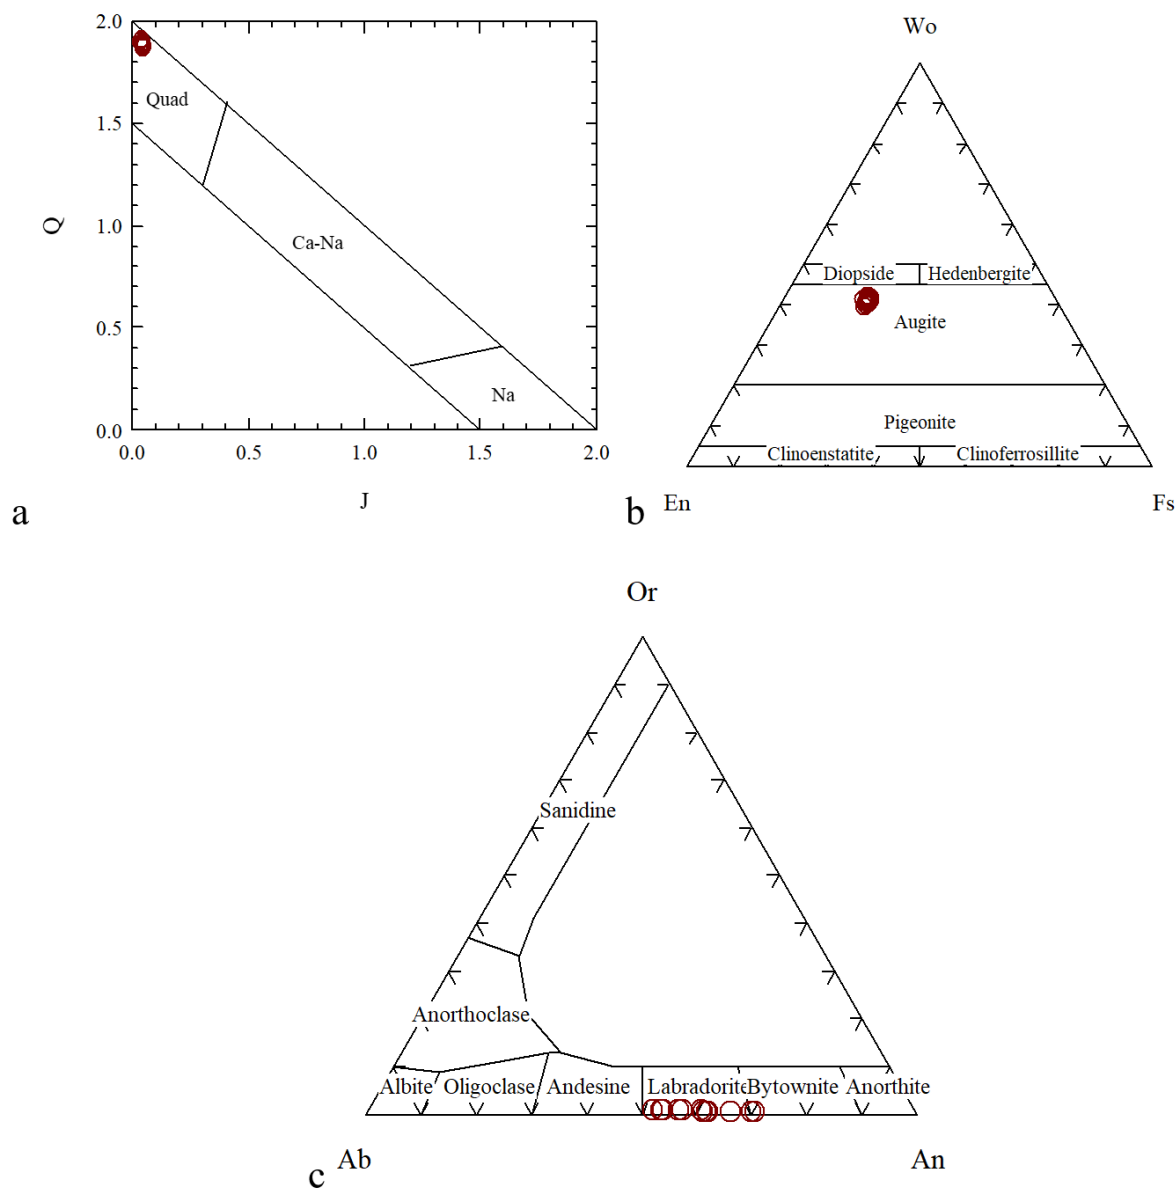 2.0
1.5
1.0
0.5
0.0
Q
Quad
Ca-Na
Na
0.0 0.5 1.0 1.5 2.0
J
a
Wo
Diopside Hedenbergite
Augite
Pigeonite
Clinoenstatite Clinoferrosillite
En Fs
b
Or
Sanidine
Anorthoclase
Albite Oligoclase Andesine Labradorite Bytownite Anorthite
Ab An
c